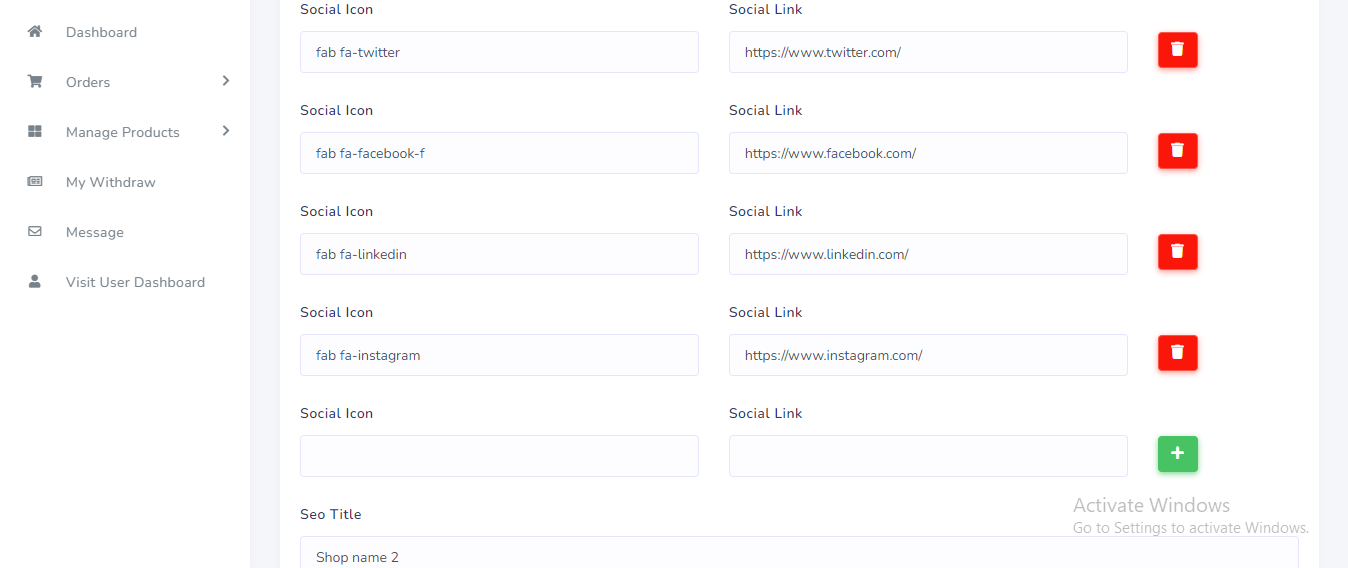 Dashboard
Orders
Manage Products
My Withdraw
Message
Visit User Dashboard
Social Icon
Social Link
fab fa-twitter
https://www.twitter.com/
Social Icon
Social Link
fab fa-facebook-f
https://www.facebook.com/
Social Icon
Social Link
fab fa-linkedin
https://www.linkedin.com/
Social Icon
Social Link
fab fa-instagram
https://www.instagram.com/
Social Icon
Social Link
Seo Title
Shop name 2
Activate Windows
Go to Settings to activate Windows.